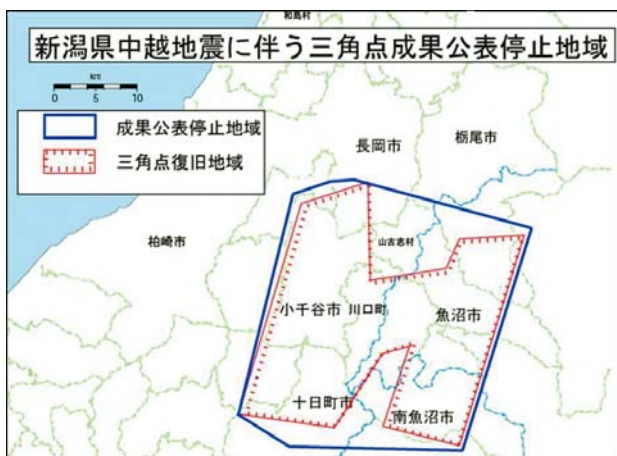 和島村
新潟県中越地震に伴う三角点成果公表停止地域
km
0 5 10
成果公表停止地域
三角点復旧地域
長岡市
栃尾市
柏崎市
山古志村
小千谷市
川口町
魚沼市
十日町市
南魚沼市